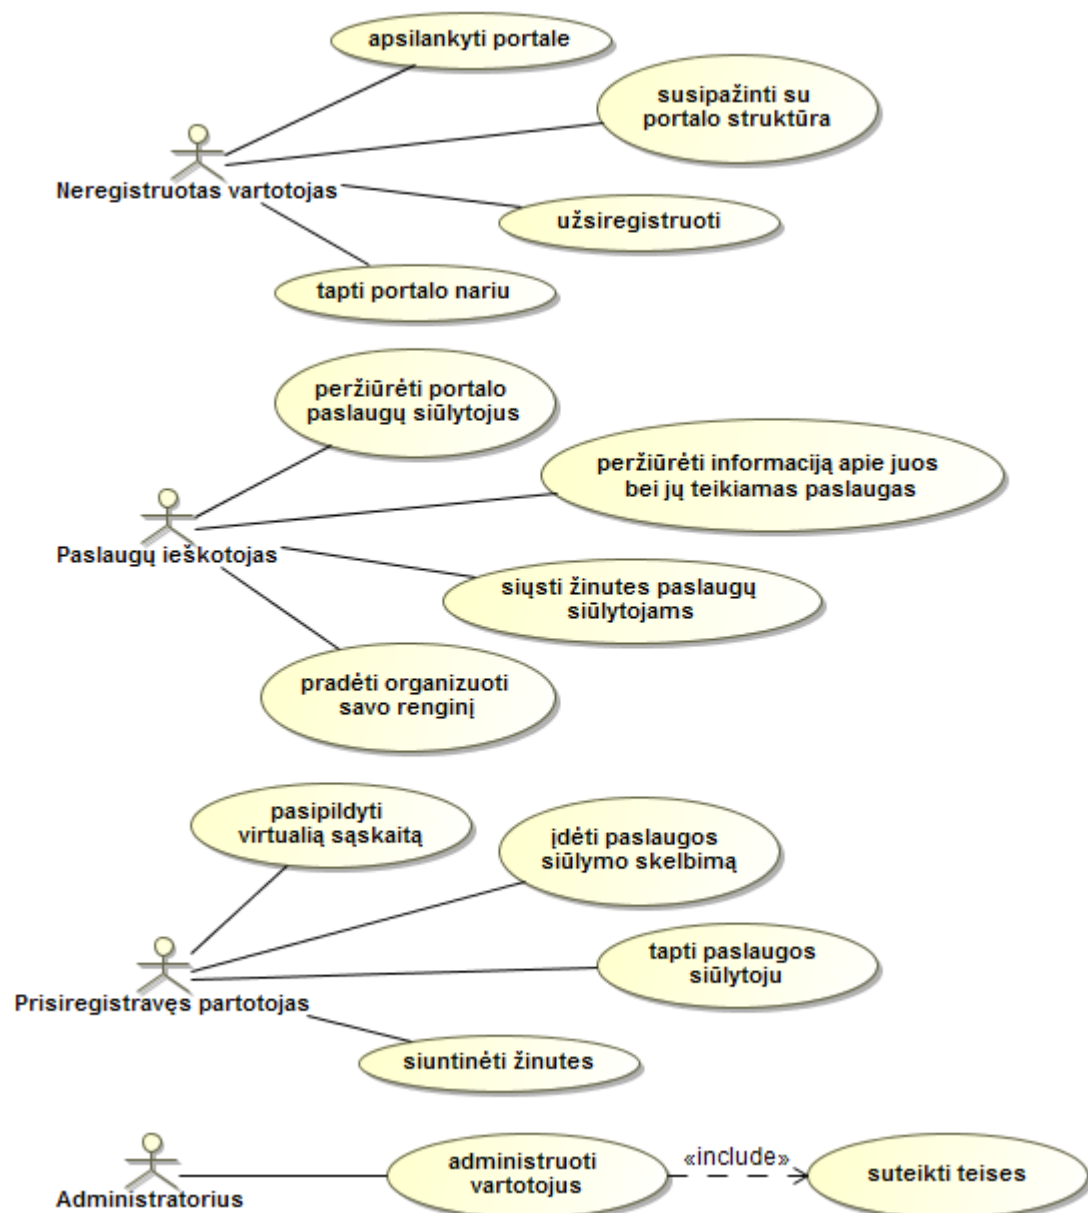 apsilankyti portale
susipažinti su
portalo struktūra
Neregistruotas vartotojas
užsiregistruoti
tapti portalo nariu
peržiūrėti portalo
paslaugų siūlytojus
peržiūrėti informaciją apie juos
bei jų teikiamas paslaugas
Paslaugų ieškotojas
siųsti žinutes paslaugų
siūlytojams
pradėti organizuoti
savo renginį
pasipildyti
virtualią sąskaitą
įdėti paslaugos
siūlymo skelbimą
tapti paslaugos
siūlytoju
Prisiregistravęs partotojas
siuntinėti žinutes
administruoti
vartotojus
«include»
suteikti teises
Administratorius